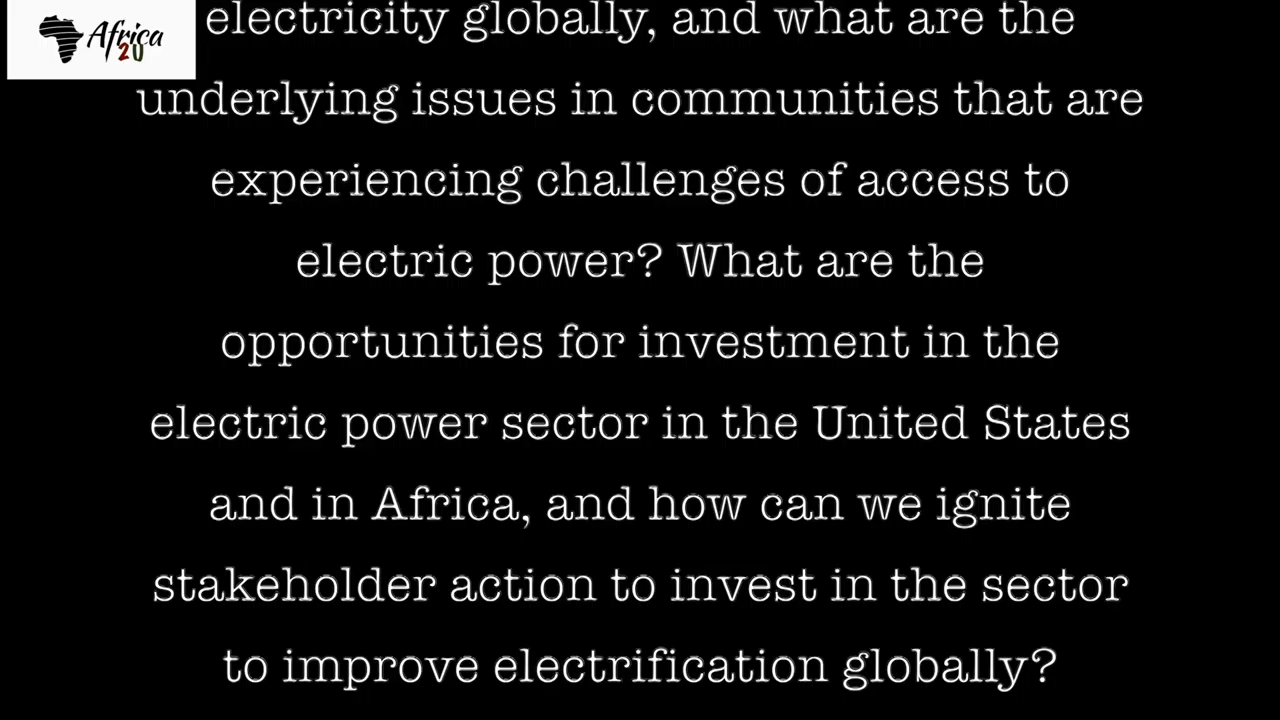 Africa
20
electricity globally, and what are the
underlying issues in communities that are
experiencing challenges of access to
electric power? What are the
opportunities for investment in the
electric power sector in the United States
and in Africa, and how can we ignite
stakeholder action to invest in the sector
to improve electrification globally?